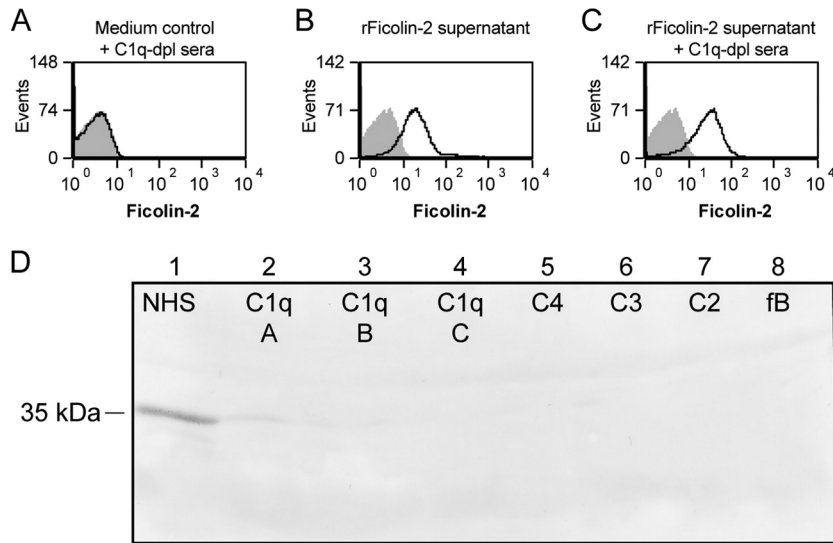 A
Medium control
+ C1q-dpl sera
148
74
0
Events
10^0 10^1 10^2 10^3 10^4
Ficolin-2
B
rFicolin-2 supernatant
142
74
0
Events
10^0 10^1 10^2 10^3 10^4
Ficolin-2
C
rFicolin-2 supernatant
+ C1q-dpl sera
142
71
0
Events
10^0 10^1 10^2 10^3 10^4
Ficolin-2
D
1 2 3 4 5 6 7 8
NHS C1q C1q C1q C4 C3 C2 fB
A B C
35 kDa